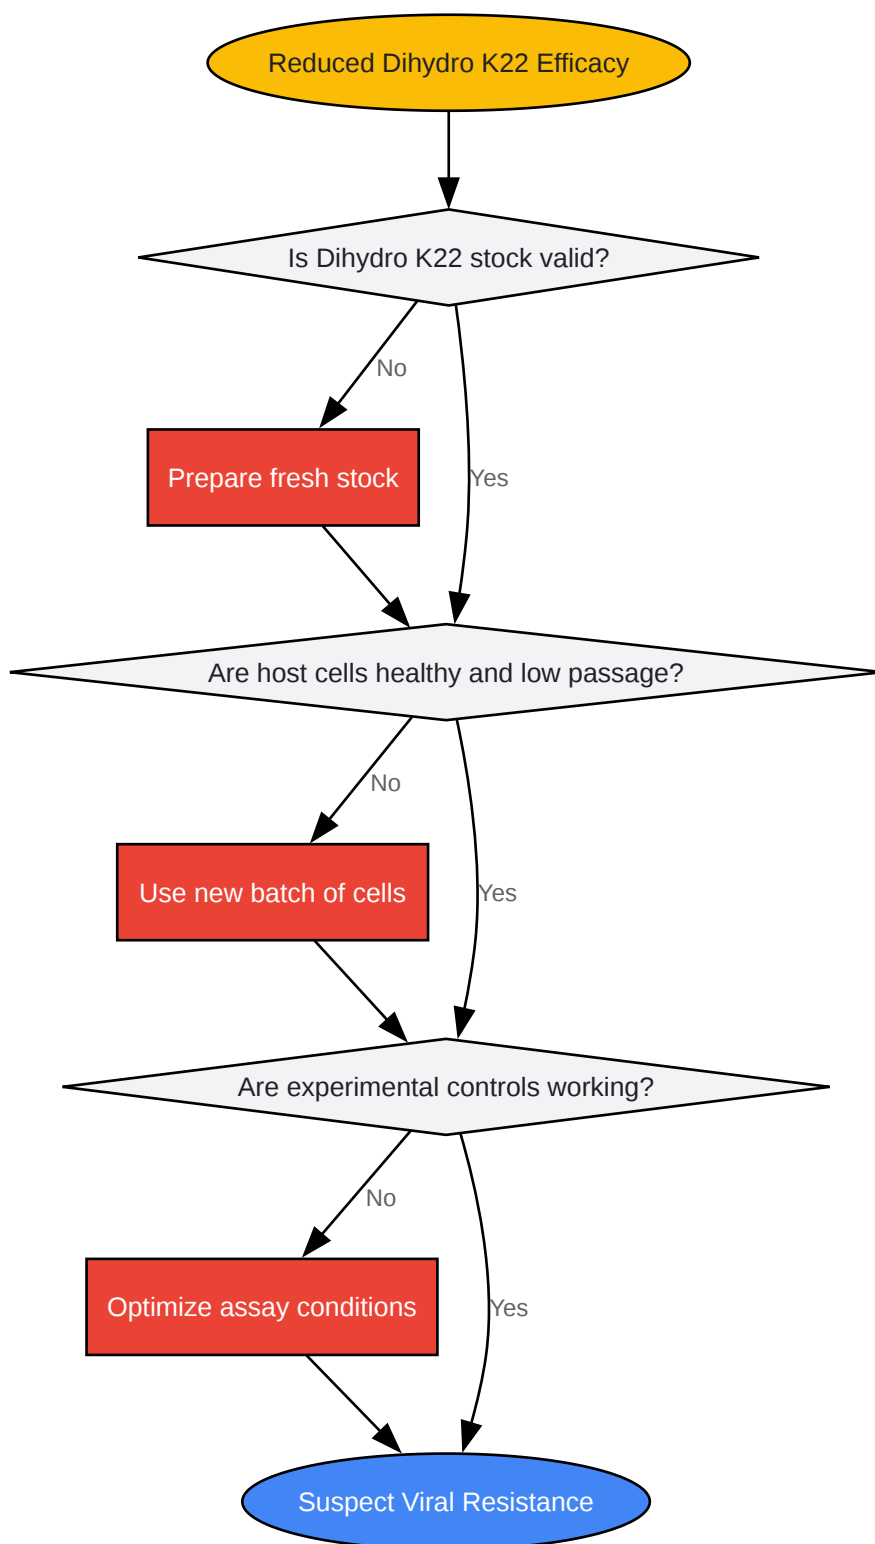 Reduced Dihydro K22 Efficacy
Is Dihydro K22 stock valid?
No
Prepare fresh stock
Yes
Are host cells healthy and low passage?
No
Use new batch of cells
Yes
Are experimental controls working?
No
Optimize assay conditions
Yes
Suspect Viral Resistance